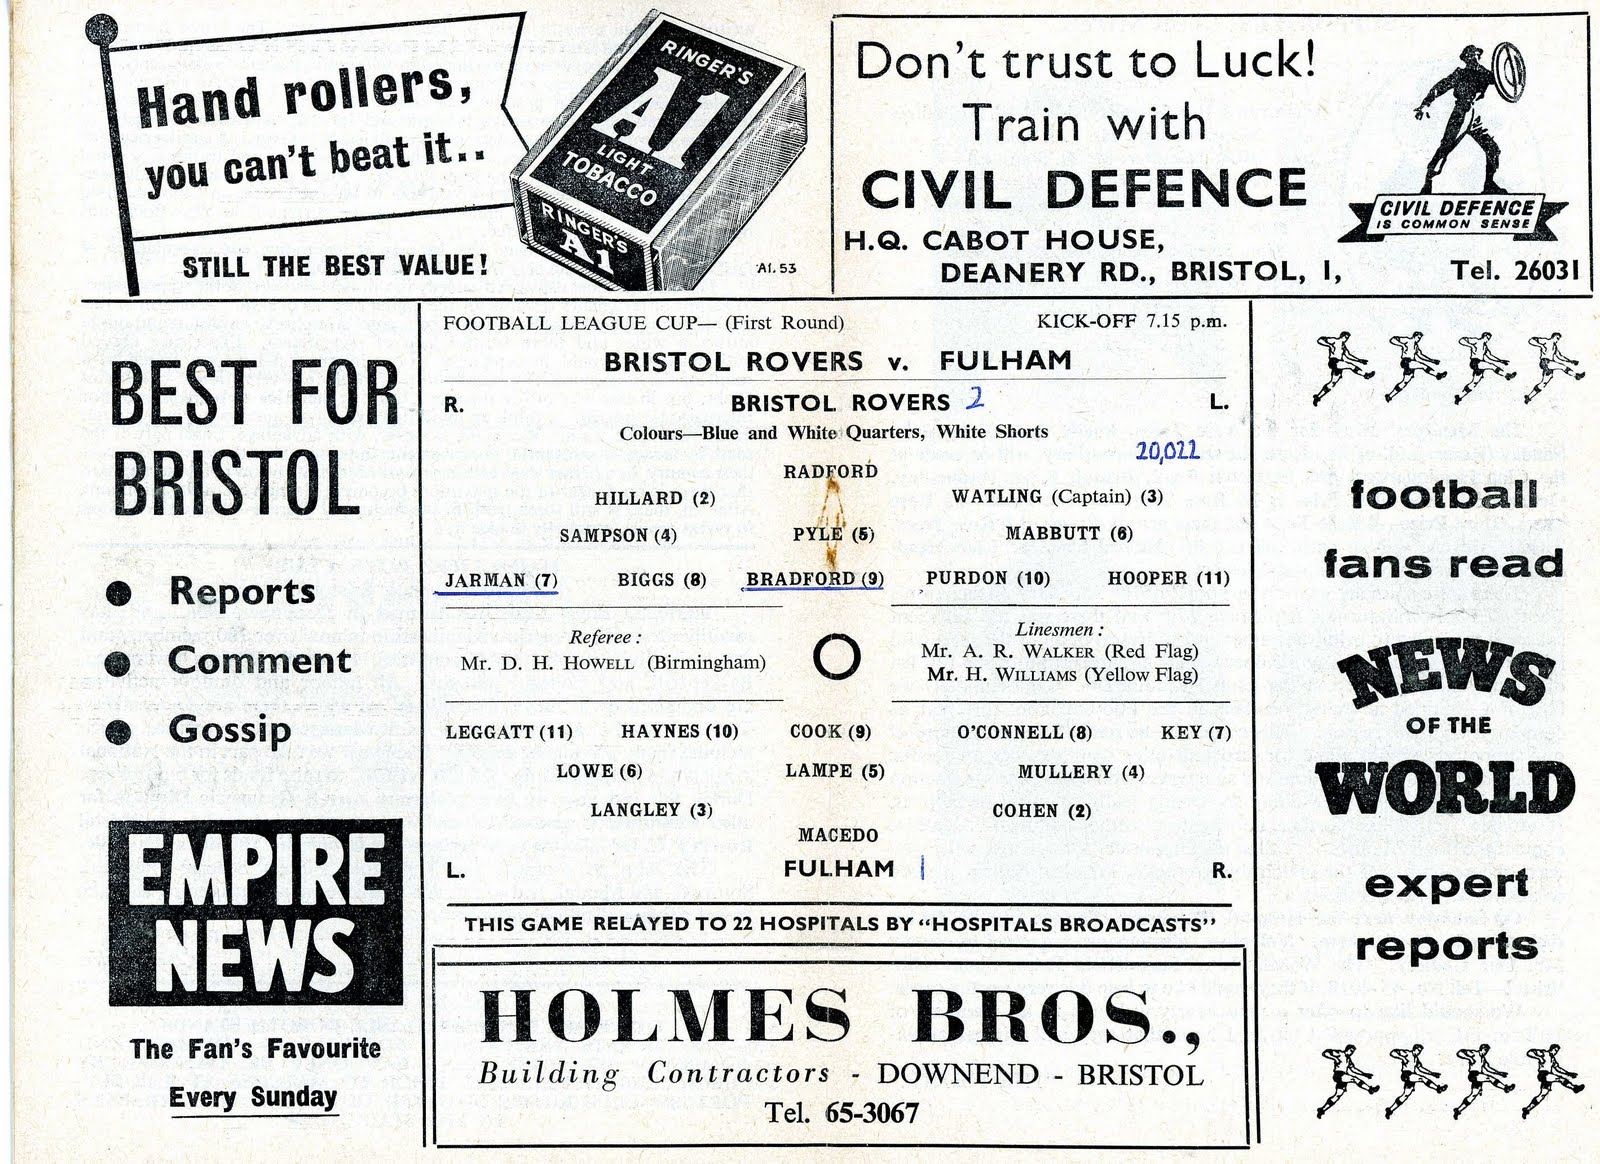 Hand rollers,
you can't beat it..
STILL THE BEST VALUE!
RINGER'S
A1
LIGHT
TOBACCO
RINGER'S
A1
A1. 53
Don't trust to Luck!
Train with
CIVIL DEFENCE
H.Q. CABOT HOUSE,
DEANERY RD., BRISTOL, 1,
Tel. 26031
CIVIL DEFENCE
IS COMMON SENSE
BEST FOR
BRISTOL
Reports
Comment
Gossip
EMPIRE
NEWS
The Fan's Favourite
Every Sunday
FOOTBALL LEAGUE CUP— (First Round) KICK-OFF 7.15 p.m.
BRISTOL ROVERS v. FULHAM
R. BRISTOL ROVERS 2 L.
Colours—Blue and White Quarters, White Shorts
20,022
RADFORD
HILLARD (2) WATLING (Captain) (3)
SAMPSON (4) PYLE (5) MABBUTT (6)
JARMAN (7) BIGGS (8) BRADFORD (9) PURDON (10) HOOPER (11)
Referee :
Mr. D. H. HOWELL (Birmingham)
Linesmen :
Mr. A. R. WALKER (Red Flag)
Mr. H. WILLIAMS (Yellow Flag)
LEGGATT (11) HAYNES (10) COOK (9) O'CONNELL (8) KEY (7)
LOWE (6) LAMPE (5) MULLERY (4)
LANGLEY (3) COHEN (2)
MACEDO
L. FULHAM 1 R.
THIS GAME RELAYED TO 22 HOSPITALS BY "HOSPITALS BROADCASTS"
HOLMES BROS.,
Building Contractors - DOWNEND - BRISTOL
Tel. 65-3067
football
fans read
NEWS
OF THE
WORLD
expert
reports